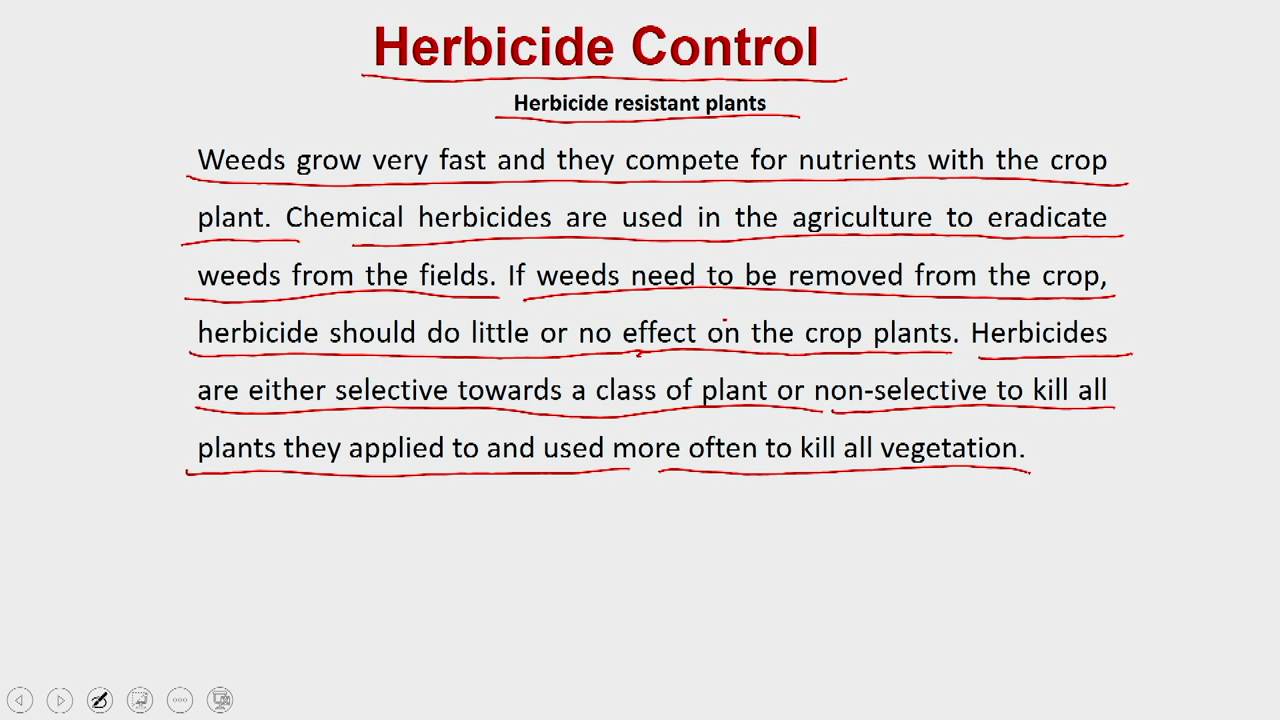 Herbicide Control
Herbicide resistant plants
Weeds grow very fast and they compete for nutrients with the crop
plant. Chemical herbicides are used in the agriculture to eradicate
weeds from the fields. If weeds need to be removed from the crop,
herbicide should do little or no effect on the crop plants. Herbicides
are either selective towards a class of plant or non-selective to kill all
plants they applied to and used more often to kill all vegetation.